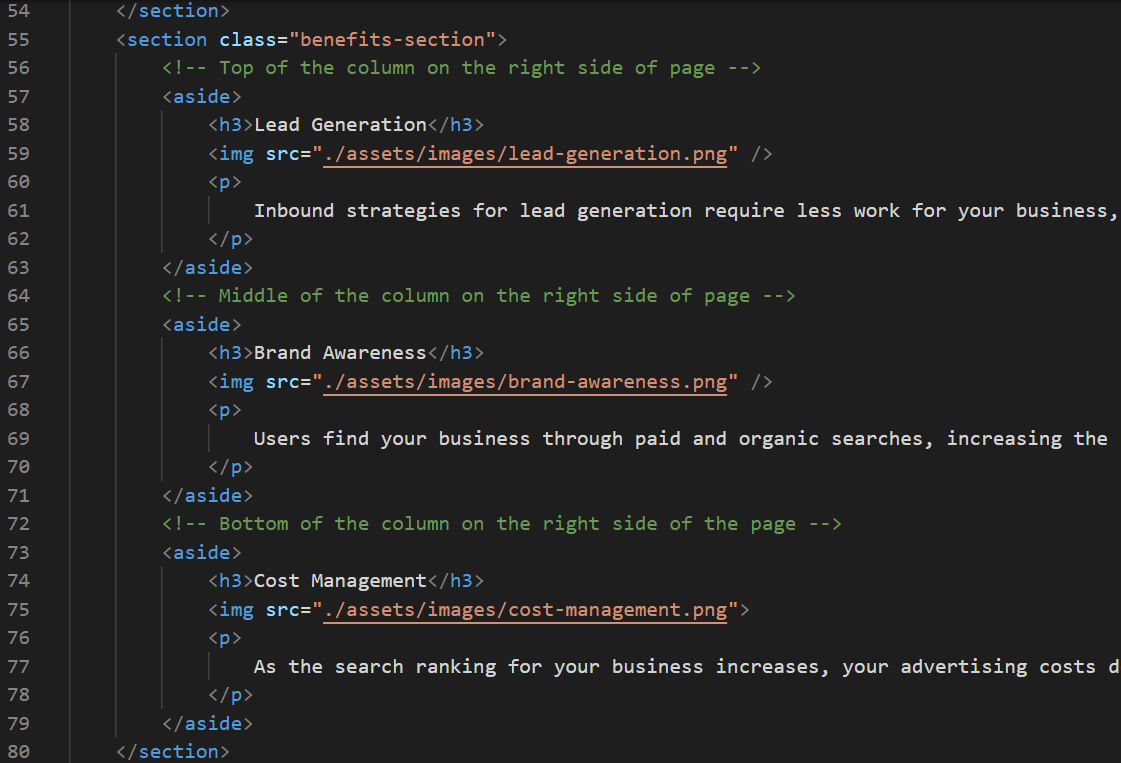 54 </section>
55 <section class="benefits-section">
56 <!-- Top of the column on the right side of page -->
57 <aside>
58 <h3>Lead Generation</h3>
59 <img src="./assets/images/lead-generation.png" />
60 <p>
61 Inbound strategies for lead generation require less work for your business,
62 </p>
63 </aside>
64 <!-- Middle of the column on the right side of page -->
65 <aside>
66 <h3>Brand Awareness</h3>
67 <img src="./assets/images/brand-awareness.png" />
68 <p>
69 Users find your business through paid and organic searches, increasing the
70 </p>
71 </aside>
72 <!-- Bottom of the column on the right side of the page -->
73 <aside>
74 <h3>Cost Management</h3>
75 <img src="./assets/images/cost-management.png">
76 <p>
77 As the search ranking for your business increases, your advertising costs d
78 </p>
79 </aside>
80 </section>